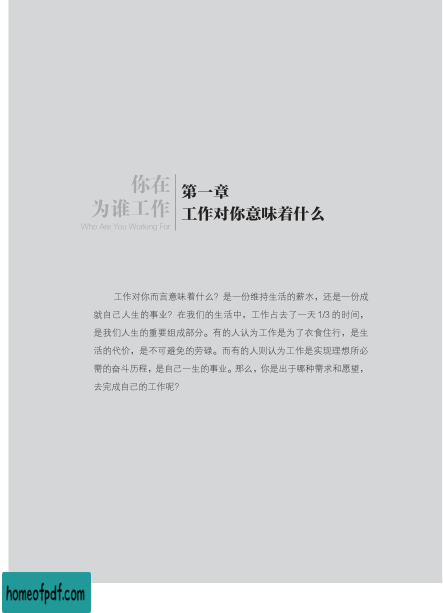 你在
为谁工作
Who Are You Working For
第一章
工作对你意味着什么
工作对你而言意味着什么？是一份维持生活的薪水，还是一份成
就自己人生的事业？在我们的生活中，工作占去了一天 1/3 的时间，
是我们人生的重要组成部分。有的人认为工作是为了衣食住行，是生
活的代价，是不可避免的劳碌。而有的人则认为工作是实现理想所必
需的奋斗历程，是自己一生的事业。那么，你是出于哪种需求和愿望，
去完成自己的工作呢？
homeofpdf.com